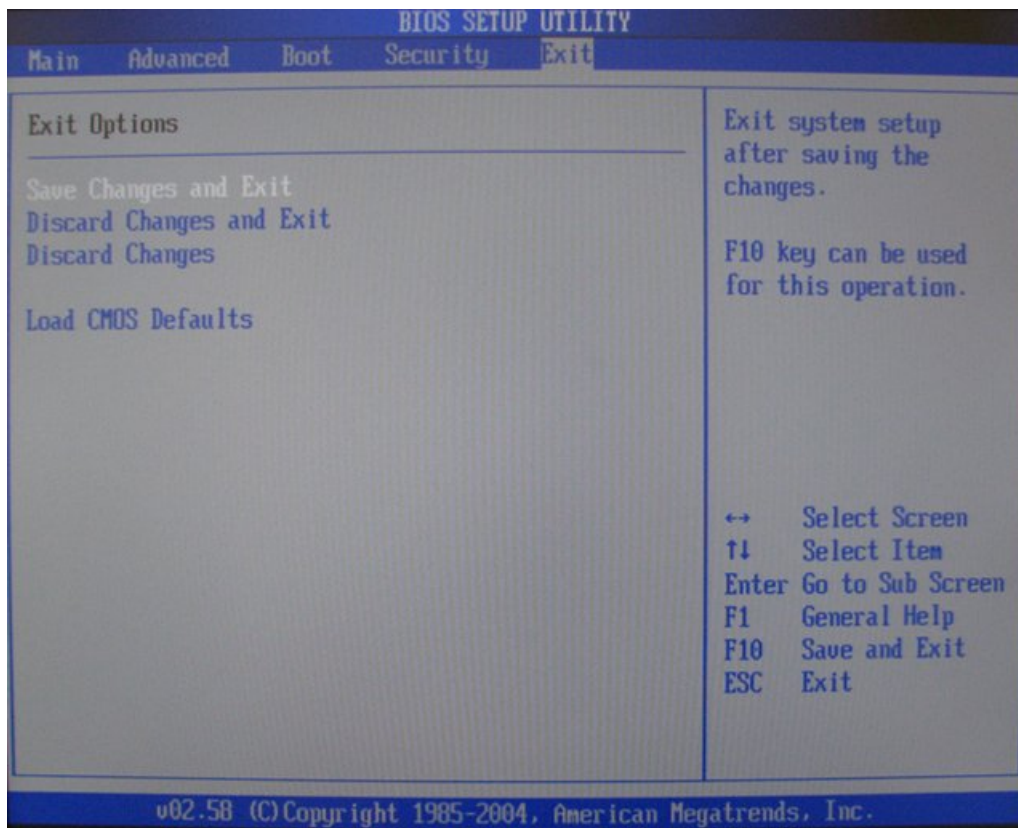 BIOS SETUP UTILITY
Main Advanced Boot Security Exit
Exit Options
Save Changes and Exit
Discard Changes and Exit
Discard Changes
Load CMOS Defaults
Exit system setup
after saving the
changes.
F10 key can be used
for this operation.
↔ Select Screen
↑↓ Select Item
Enter Go to Sub Screen
F1 General Help
F10 Save and Exit
ESC Exit
v02.58 (C)Copyright 1985-2004, American Megatrends, Inc.